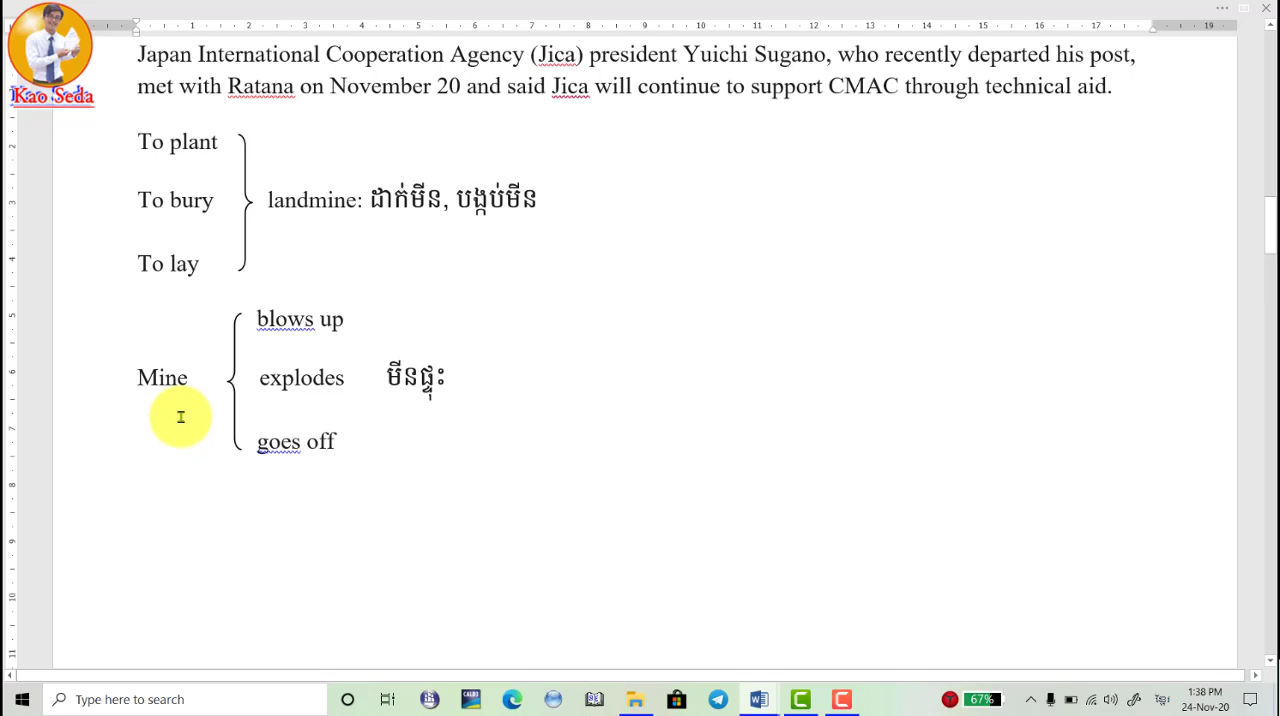 Kao Seda
Japan International Cooperation Agency (Jica) president Yuichi Sugano, who recently departed his post,
met with Ratana on November 20 and said Jica will continue to support CMAC through technical aid.
To plant
To bury
landmine: ដាក់មីន, បង្កប់មីន
To lay
blows up
Mine
explodes
មីនផ្ទុះ
goes off
Type here to search
67%
1:38 PM
24-Nov-20